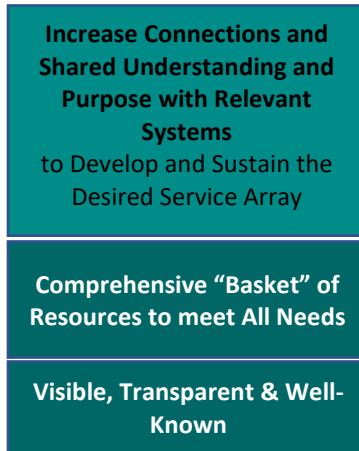 Increase Connections and
Shared Understanding and
Purpose with Relevant
Systems
to Develop and Sustain the
Desired Service Array
Comprehensive “Basket” of
Resources to meet All Needs
Visible, Transparent & Well-
Known